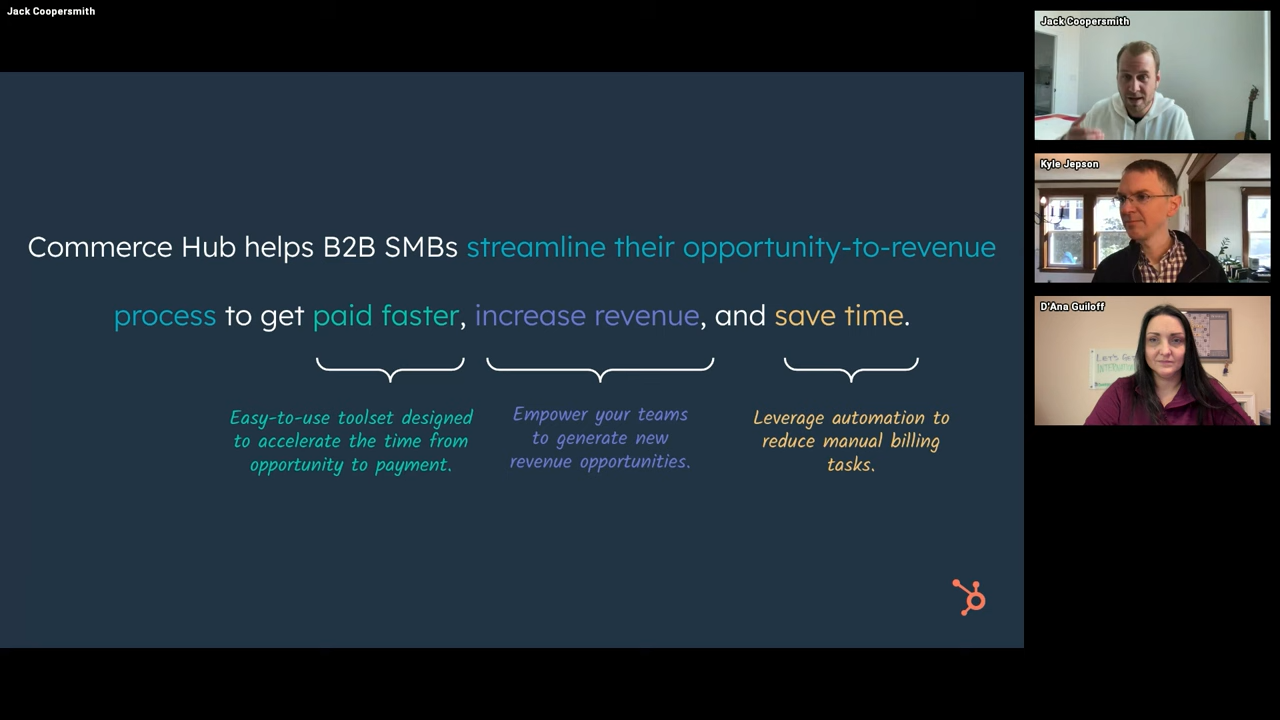 Jack Coopersmith
Commerce Hub helps B2B SMBs streamline their opportunity-to-revenue
process to get paid faster, increase revenue, and save time.
Easy-to-use toolset designed
to accelerate the time from
opportunity to payment.
Empower your teams
to generate new
revenue opportunities.
Leverage automation to
reduce manual billing
tasks.
Jack Coopersmith
Kyle Jepson
D'Ana Guiloff
LET'S GET